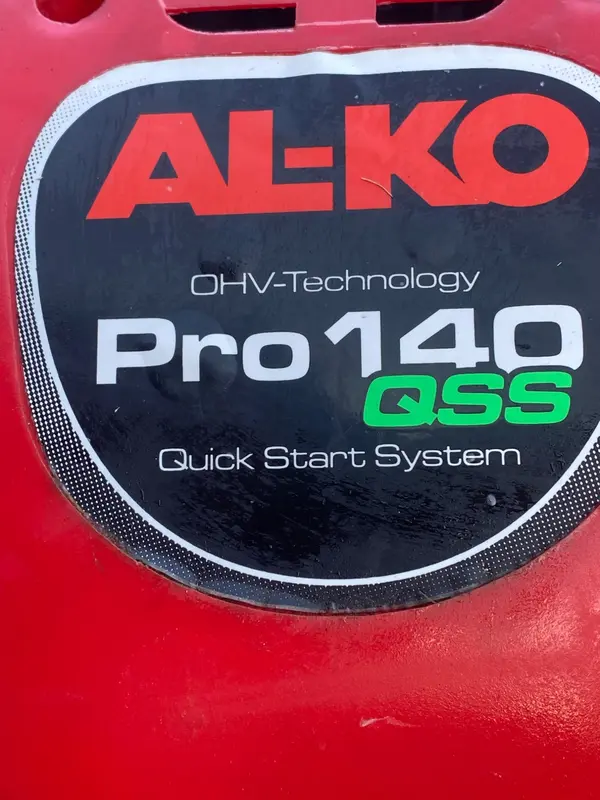 AL-KO
OHV-Technology
Pro 140
QSS
Quick Start System